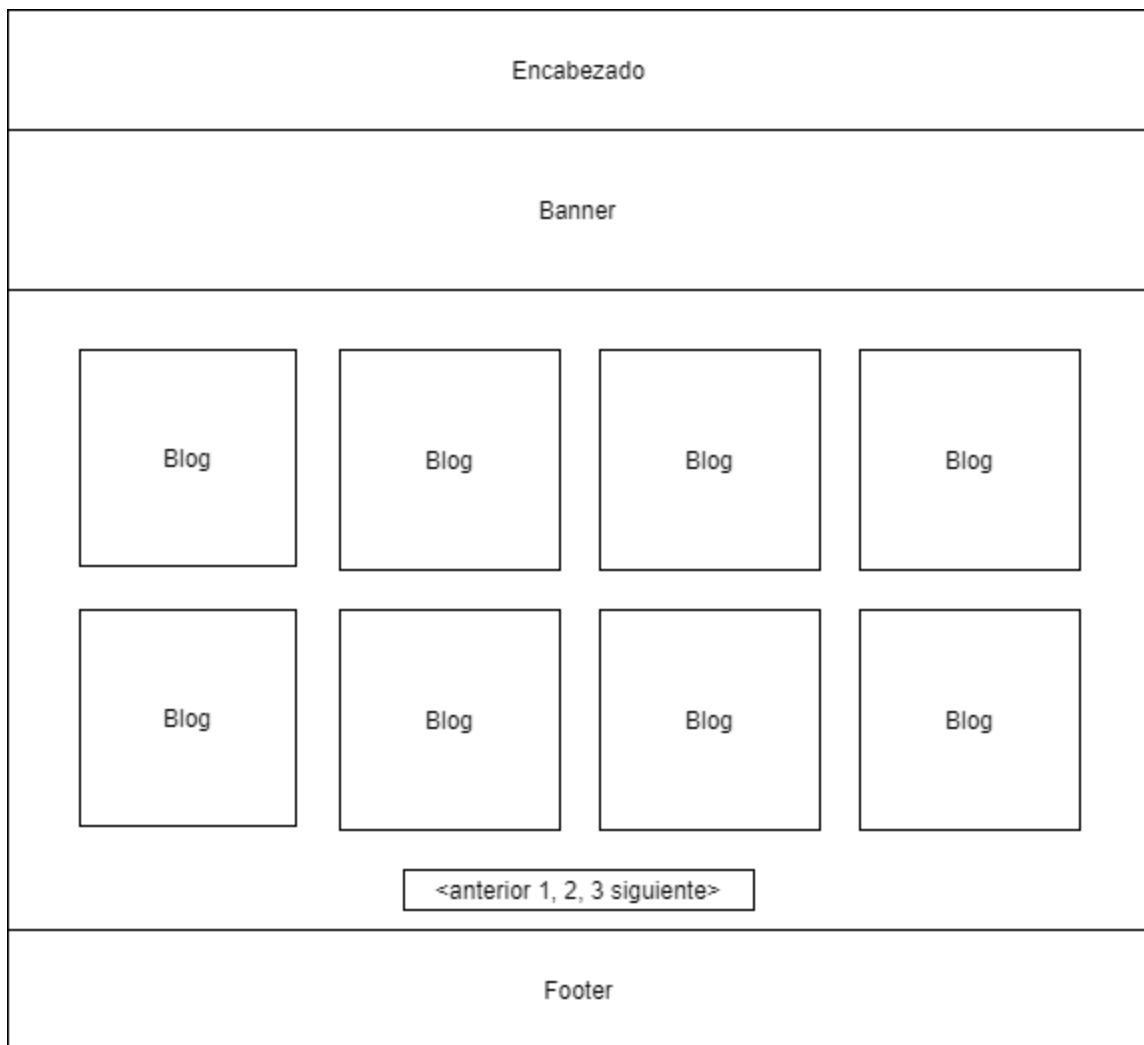 Encabezado
Banner
Blog Blog Blog Blog
Blog Blog Blog Blog
<anterior 1, 2, 3 siguiente>
Footer